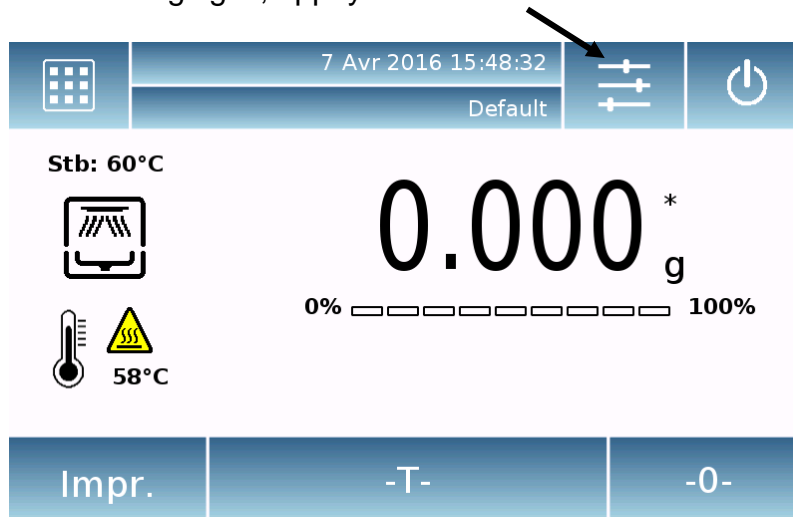 7 Avr 2016 15:48:32
Default
Stb: 60°C
0.000 *
g
0% 100%
58°C
Impr. -T- -0-